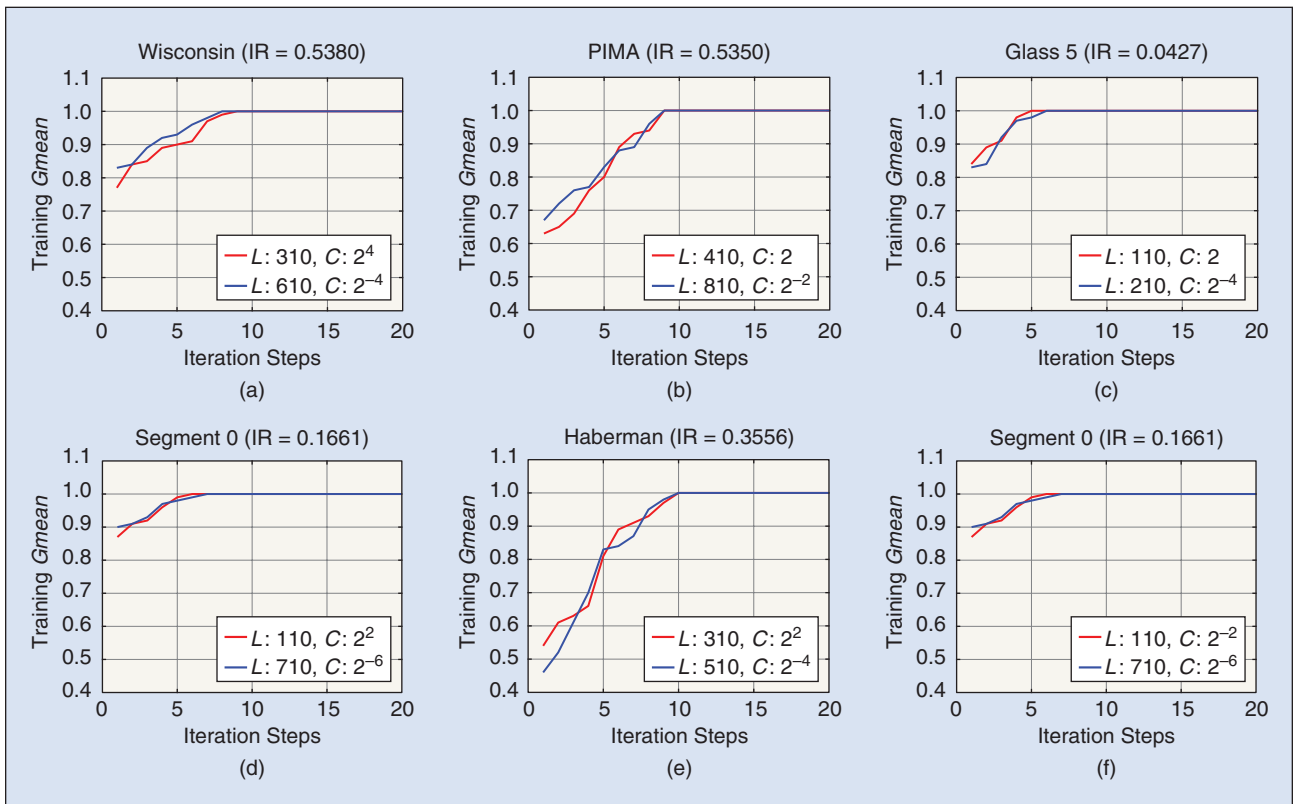 Wisconsin (IR = 0.5380)
Training Gmean
1.1
1.0
0.9
0.8
0.7
0.6
0.5
0.4
L: 310, C: 2⁴
L: 610, C: 2⁻⁴
0 5 10 15 20
Iteration Steps
(a)
PIMA (IR = 0.5350)
Training Gmean
1.1
1.0
0.9
0.8
0.7
0.6
0.5
0.4
L: 410, C: 2
L: 810, C: 2⁻²
0 5 10 15 20
Iteration Steps
(b)
Glass 5 (IR = 0.0427)
Training Gmean
1.1
1.0
0.9
0.8
0.7
0.6
0.5
0.4
L: 110, C: 2
L: 210, C: 2⁻⁴
0 5 10 15 20
Iteration Steps
(c)
Segment 0 (IR = 0.1661)
Training Gmean
1.1
1.0
0.9
0.8
0.7
0.6
0.5
0.4
L: 110, C: 2²
L: 710, C: 2⁻⁶
0 5 10 15 20
Iteration Steps
(d)
Haberman (IR = 0.3556)
Training Gmean
1.1
1.0
0.9
0.8
0.7
0.6
0.5
0.4
L: 310, C: 2²
L: 510, C: 2⁻⁴
0 5 10 15 20
Iteration Steps
(e)
Segment 0 (IR = 0.1661)
Training Gmean
1.1
1.0
0.9
0.8
0.7
0.6
0.5
0.4
L: 110, C: 2⁻²
L: 710, C: 2⁻⁶
0 5 10 15 20
Iteration Steps
(f)